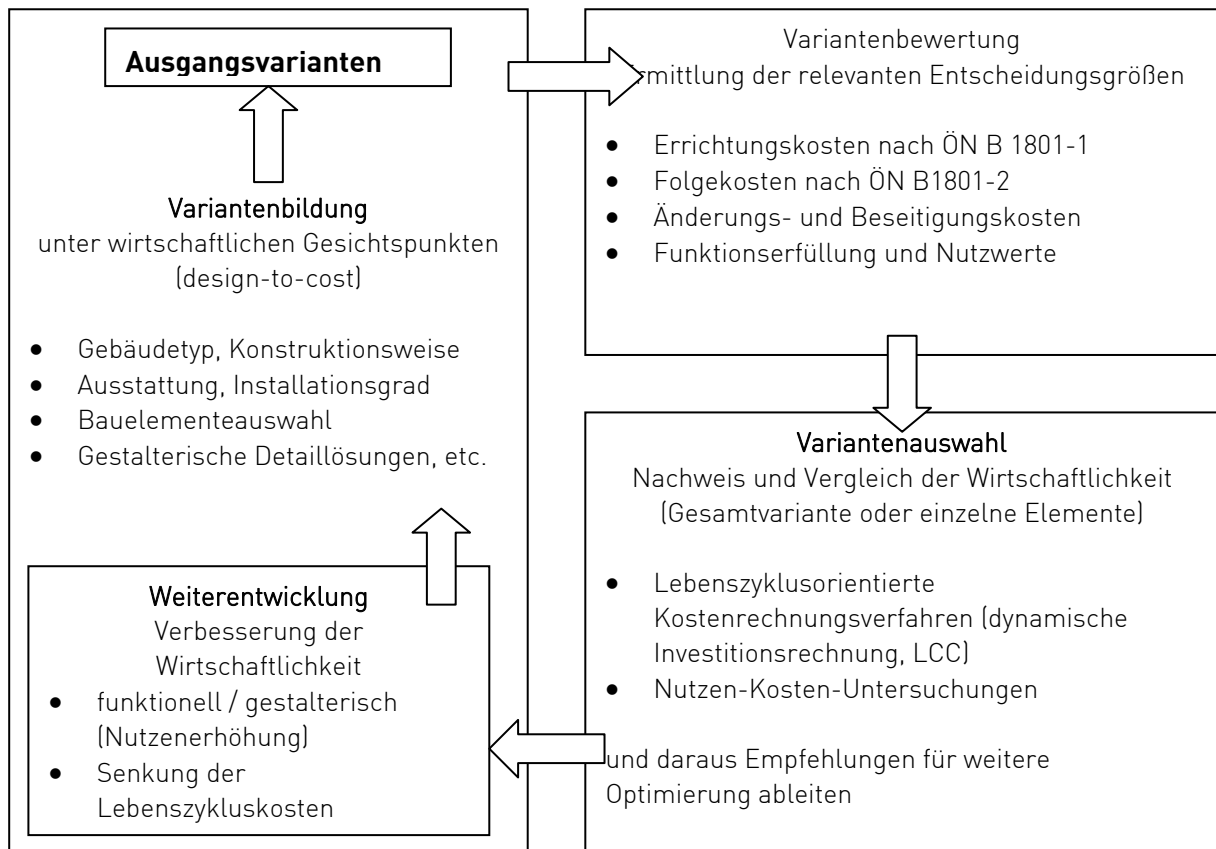 Ausgangsvarianten
Variantenbildung
unter wirtschaftlichen Gesichtspunkten
(design-to-cost)
• Gebäudetyp, Konstruktionsweise
• Ausstattung, Installationsgrad
• Bauelementeauswahl
• Gestalterische Detaillösungen, etc.
Weiterentwicklung
Verbesserung der
Wirtschaftlichkeit
• funktionell / gestalterisch
(Nutzenerhöhung)
• Senkung der
Lebenszykluskosten
Variantenbewertung
rmittlung der relevanten Entscheidungsgrößen
• Errichtungskosten nach ÖN B 1801-1
• Folgekosten nach ÖN B1801-2
• Änderungs- und Beseitigungskosten
• Funktionserfüllung und Nutzwerte
Variantenauswahl
Nachweis und Vergleich der Wirtschaftlichkeit
(Gesamtvariante oder einzelne Elemente)
• Lebenszyklusorientierte
Kostenrechnungsverfahren (dynamische
Investitionsrechnung, LCC)
• Nutzen-Kosten-Untersuchungen
und daraus Empfehlungen für weitere
Optimierung ableiten